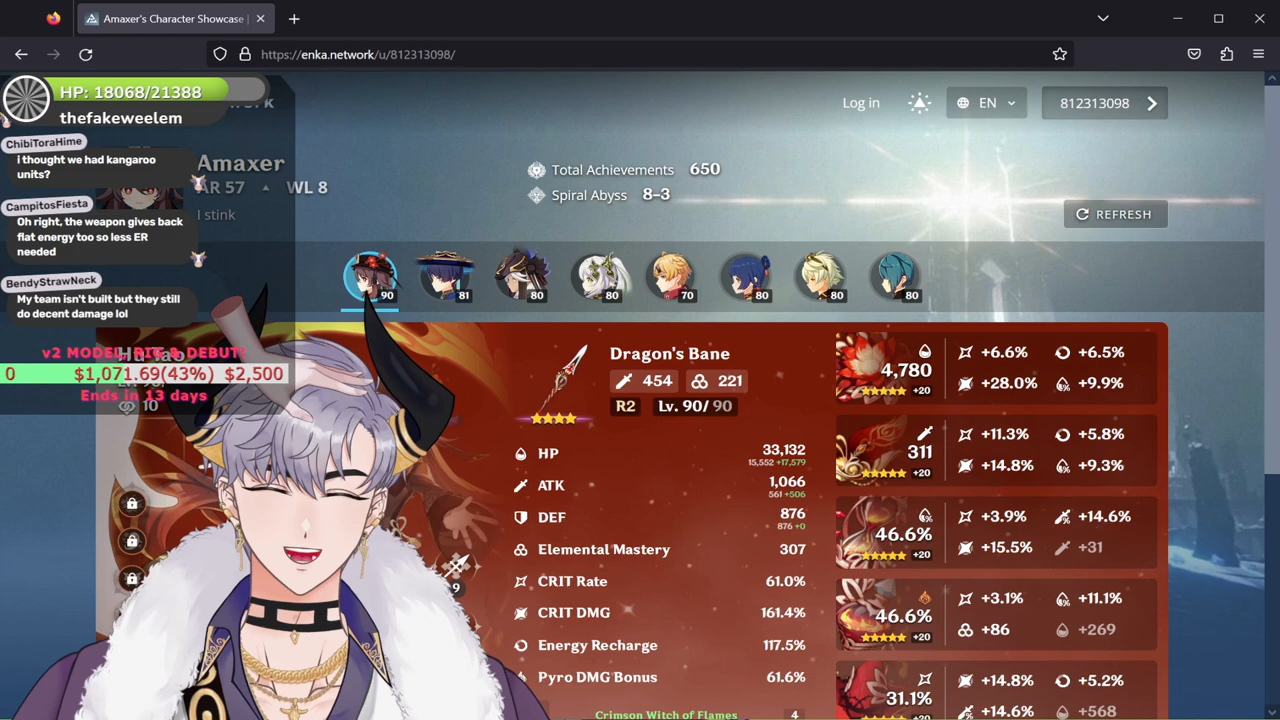 Amaxer's Character Showcase |
https://enka.network/u/812313098/
HP: 18068/21388
thefakeweelem
ChibiToraHime
i thought we had kangaroo
units?
CampitosFiesta
Oh right, the weapon gives back
flat energy too so less ER
needed
BendyStrawNeck
My team isn't built but they still
do decent damage lol
v2 MODEL, RIG & DEBUT!
0 $1,071.69(43%) $2,500
Ends in 13 days
10
Amaxer
AR 57 WL 8
I stink
Total Achievements 650
Spiral Abyss 8-3
Log in
EN
812313098
REFRESH
90 81 80 80 70 80 80 80
Dragon's Bane
454 221
R2 Lv. 90/ 90
HP 33,132
15,552 +17,579
ATK 1,066
561 +506
DEF 876
876 +0
Elemental Mastery 307
CRIT Rate 61.0%
CRIT DMG 161.4%
Energy Recharge 117.5%
Pyro DMG Bonus 61.6%
Crimson Witch of Flames 4
9
4,780
+20
+6.6% +6.5%
+28.0% +9.9%
311
+20
+11.3% +5.8%
+14.8% +9.3%
46.6%
+20
+3.9% +14.6%
+15.5% +31
46.6%
+20
+3.1% +11.1%
+86 +269
31.1%
+20
+14.8% +5.2%
+14.6% +568